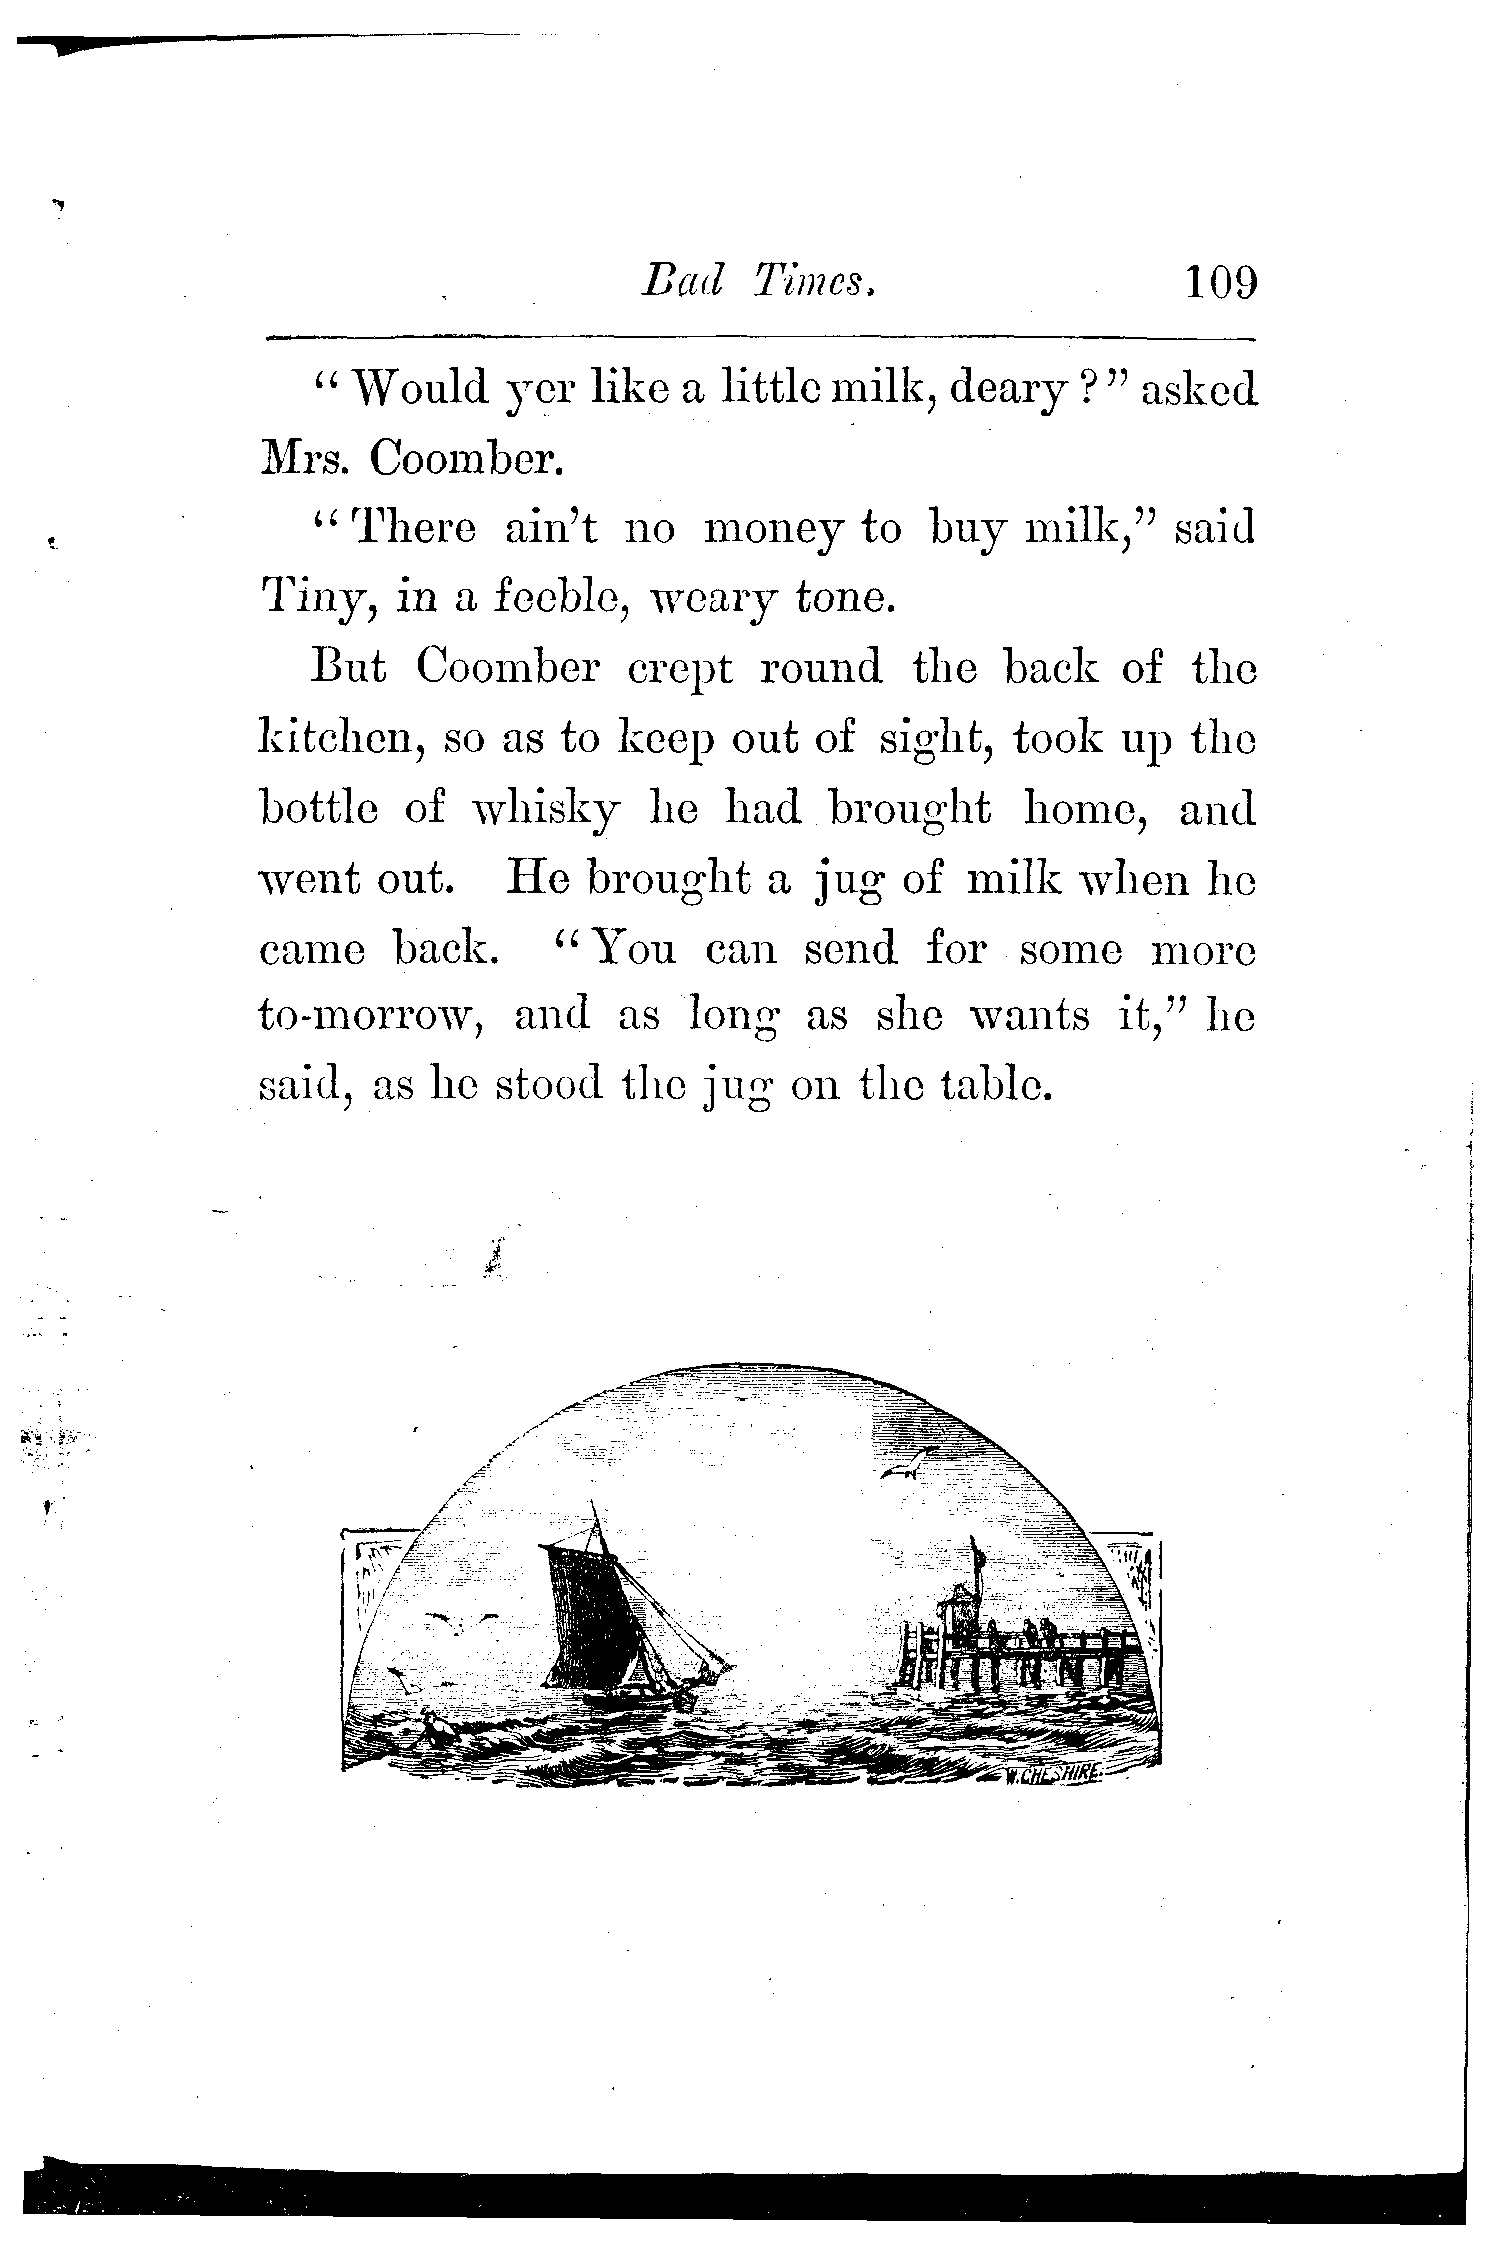 Bad Times. 109
“Would yer like a little milk, deary?” asked
Mrs. Coomber.
“There ain’t no money to buy milk,” said
Tiny, in a feeble, weary tone.
But Coomber crept round the back of the
kitchen, so as to keep out of sight, took up the
bottle of whisky he had brought home, and
went out. He brought a jug of milk when he
came back. “You can send for some more
to-morrow, and as long as she wants it,” he
said, as he stood the jug on the table.
W. CHESHIRE.